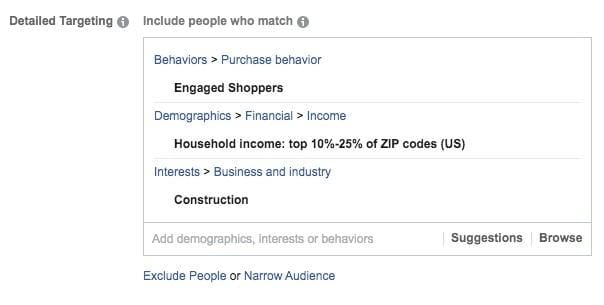 Detailed Targeting Include people who match
Behaviors > Purchase behavior
Engaged Shoppers
Demographics > Financial > Income
Household income: top 10%-25% of ZIP codes (US)
Interests > Business and industry
Construction
Add demographics, interests or behaviors Suggestions Browse
Exclude People or Narrow Audience